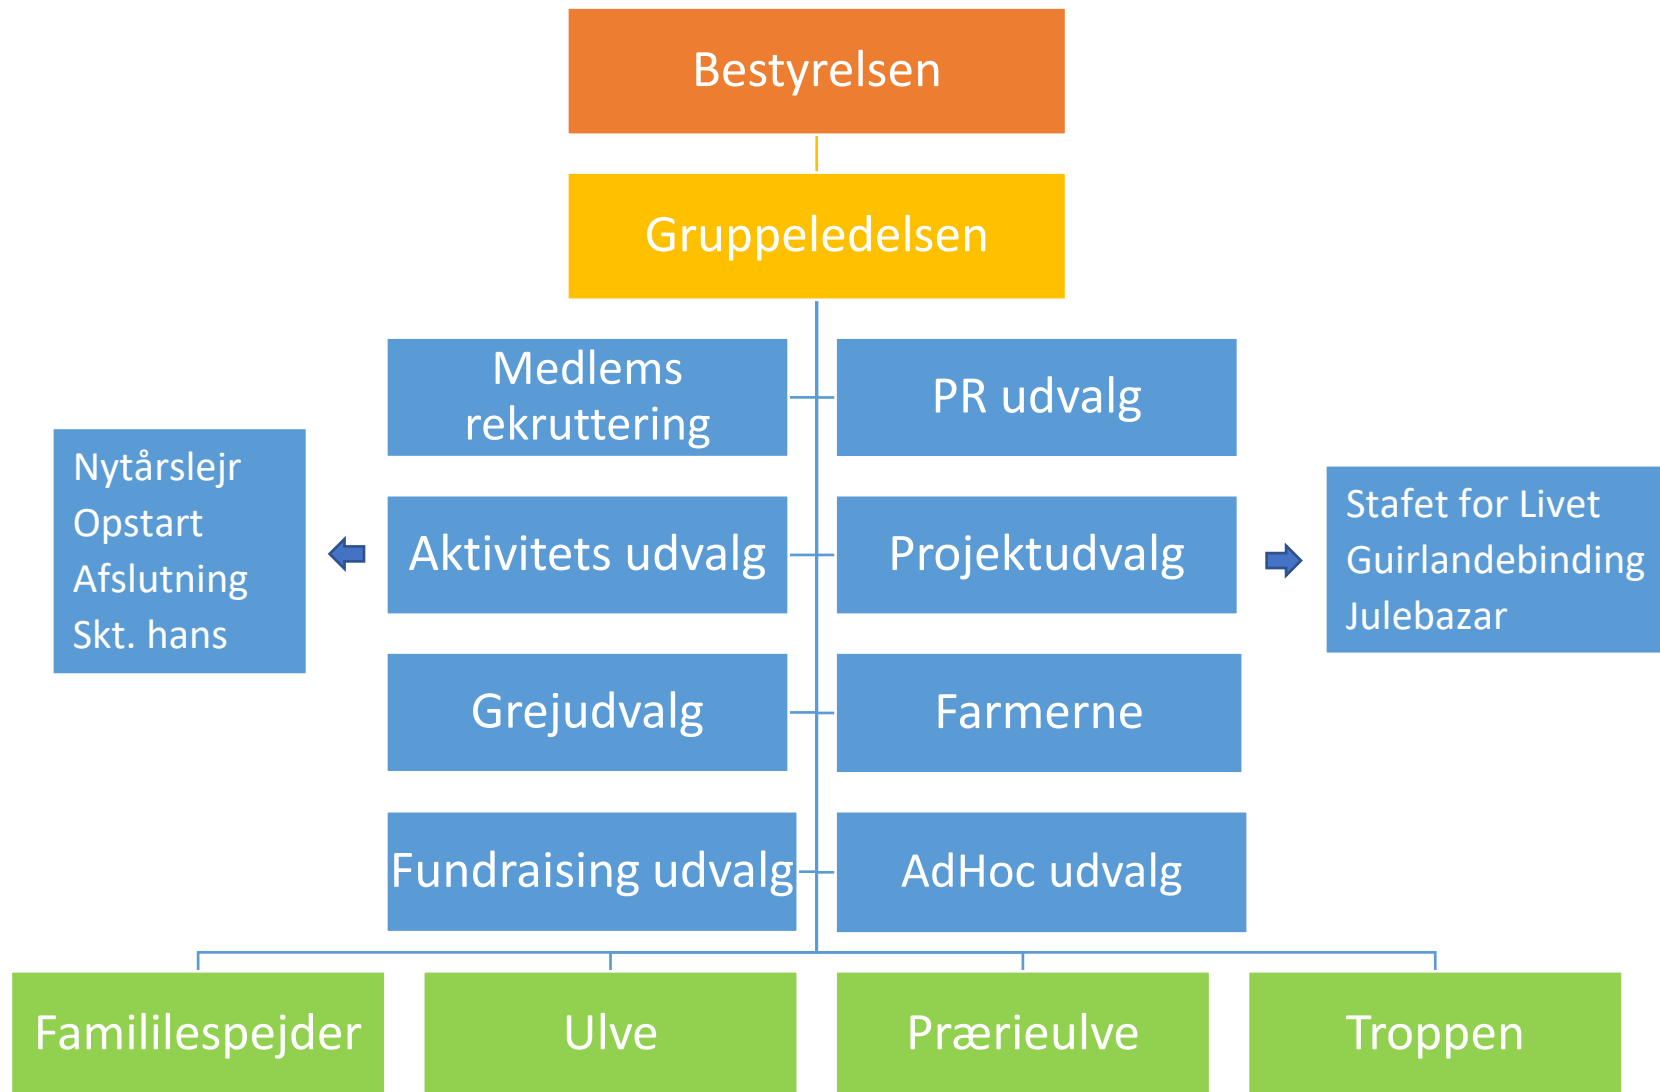 Bestyrelsen
Gruppeledelsen
Medlems
rekruttering
PR udvalg
Nytårslejr
Opstart
Afslutning
Skt. hans
Aktivitets udvalg
Projektudvalg
Stafet for Livet
Guirlandebinding
Julebazar
Grejudvalg
Farmerne
Fundraising udvalg
AdHoc udvalg
Famililespejder
Ulve
Prærieulve
Troppen